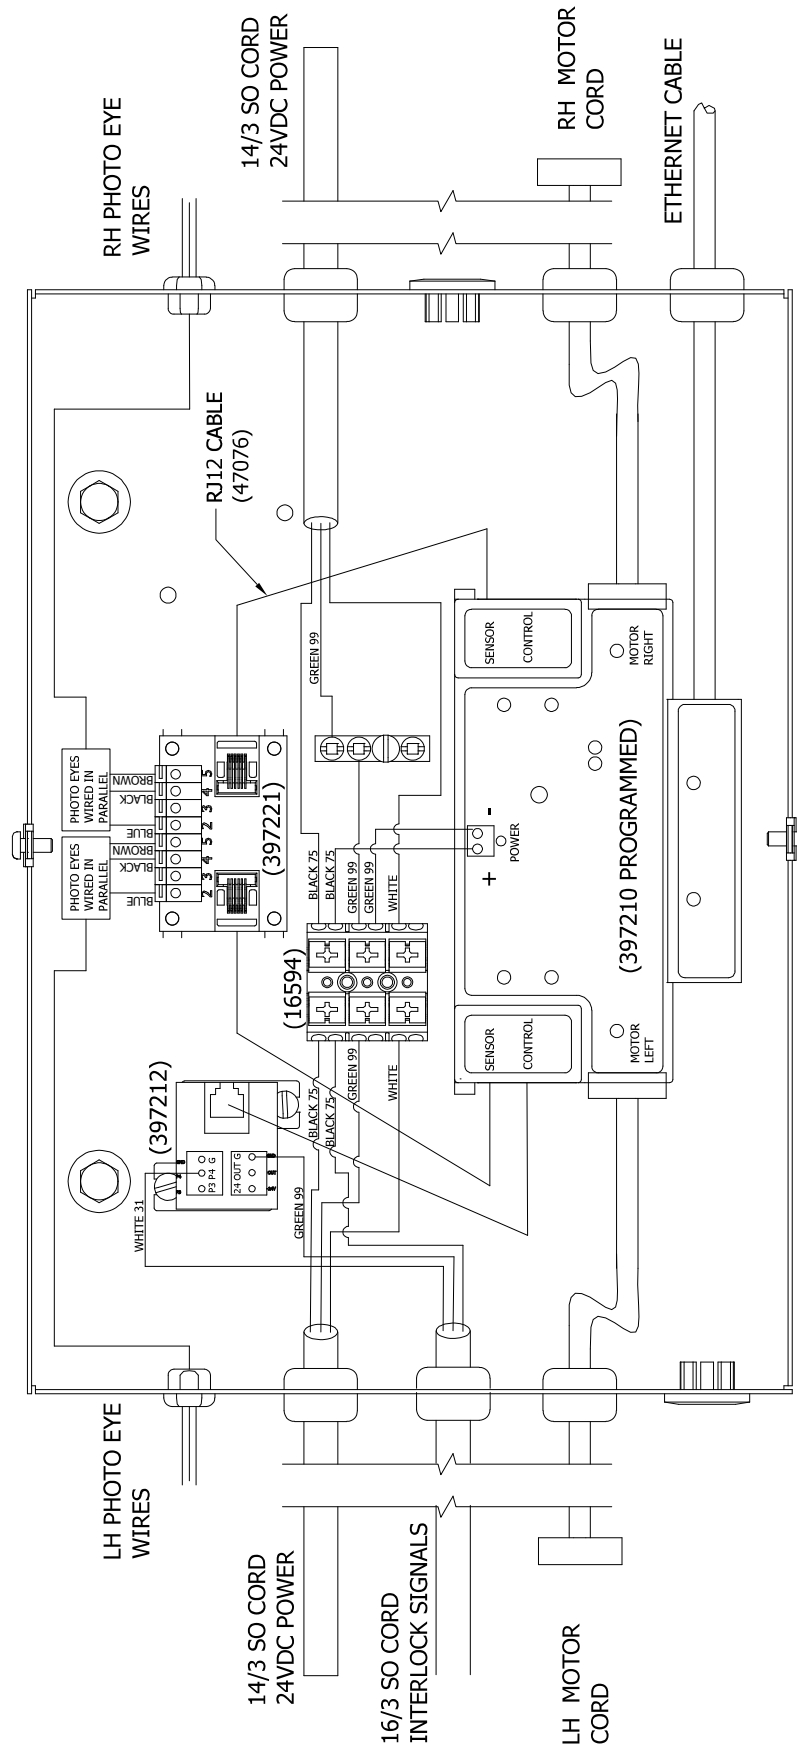 LH PHOTO EYE
WIRES
RH PHOTO EYE
WIRES
14/3 SO CORD
24VDC POWER
14/3 SO CORD
24VDC POWER
16/3 SO CORD
INTERLOCK SIGNALS
LH MOTOR
CORD
RH MOTOR
CORD
ETHERNET CABLE
RJ12 CABLE
(47076)
PHOTO EYES
WIRED IN
PARALLEL
PHOTO EYES
WIRED IN
PARALLEL
BLUE
BLACK
BROWN
BLUE
BLACK
BROWN
2 3 4 5 2 3 4 5
(397221)
(397212)
P3 P4 G
24 OUT G
GND
OUT
24V
WHITE 31
GREEN 99
(16594)
BLACK 75
BLACK 75
GREEN 99
WHITE
BLACK 75
BLACK 75
GREEN 99
GREEN 99
WHITE
GREEN 99
+
-
POWER
SENSOR
CONTROL
SENSOR
CONTROL
MOTOR
LEFT
MOTOR
RIGHT
(397210 PROGRAMMED)